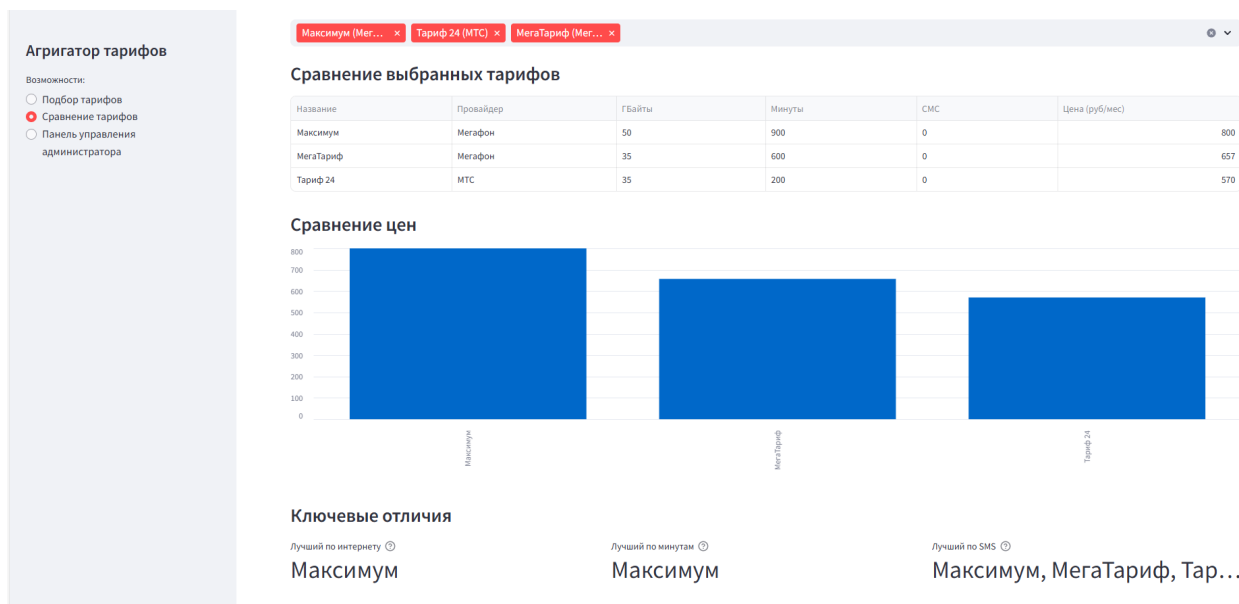 Агригатор тарифов
Возможности:
Подбор тарифов
Сравнение тарифов
Панель управления
администратора
Максимум (Мег... × Тариф 24 (МТС) × МегаТариф (Мег... ×
Сравнение выбранных тарифов
Название Провайдер ГБайты Минуты СМС Цена (руб/мес)
Максимум Мегафон 50 900 0 800
МегаТариф Мегафон 35 600 0 657
Тариф 24 МТС 35 200 0 570
Сравнение цен
800
700
600
500
400
300
200
100
0
Максимум МегаТариф Тариф 24
Ключевые отличия
Лучший по интернету Лучший по минутам Лучший по SMS
Максимум Максимум Максимум, МегаТариф, Тар...